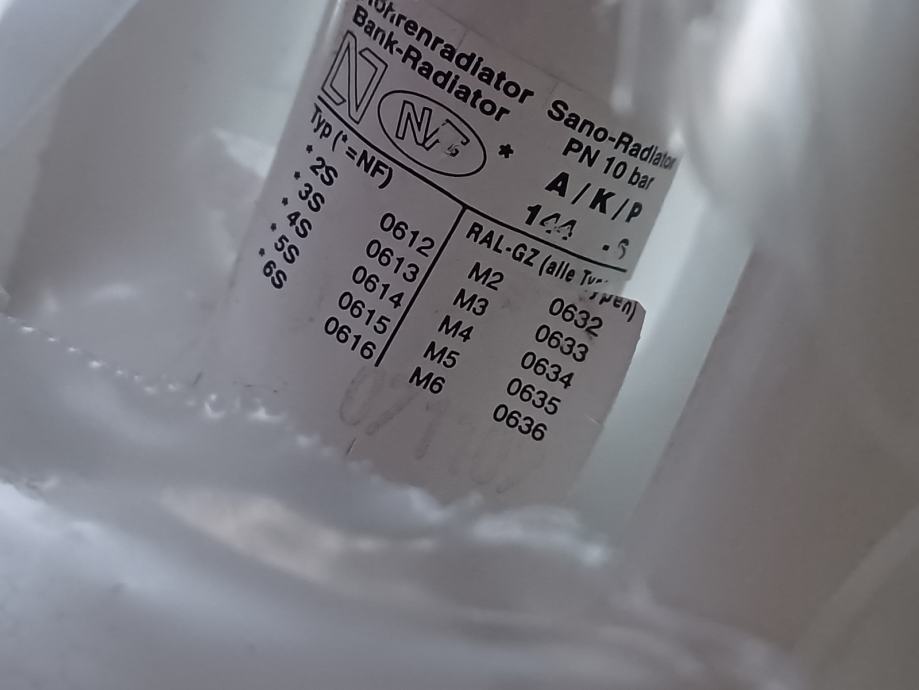 Bank-Radiator
Sano-Radiator
PN 10 bar
NF
*
A / K / P
Typ (*=NF)
RAL-GZ (alle Typen)
* 2S 0612 M2 0632
* 3S 0613 M3 0633
* 4S 0614 M4 0634
* 5S 0615 M5 0635
* 6S 0616 M6 0636